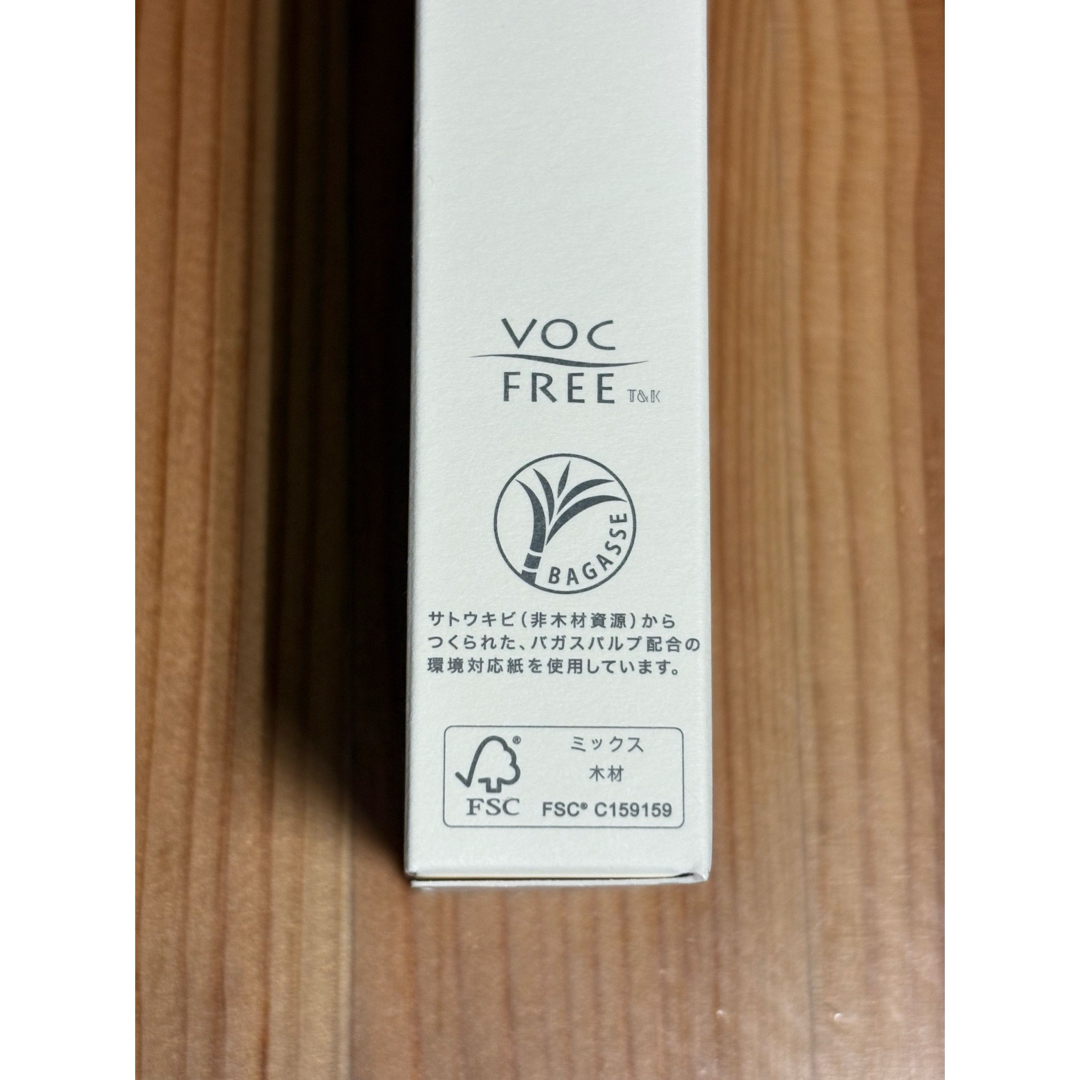 VOC
FREE T&K
BAGASSE
サトウキビ(非木材資源)から
つくられた、バガスパルプ配合の
環境対応紙を使用しています。
ミックス
木材
FSC® FSC® C159159